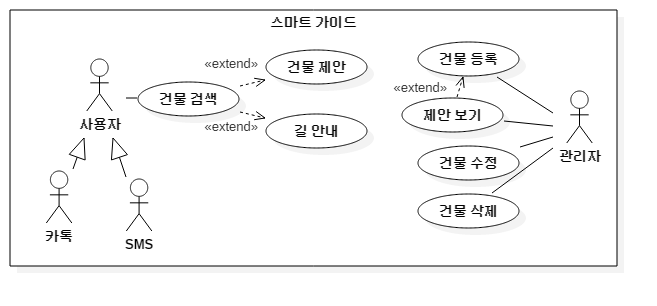 스마트 가이드
«extend»
건물 제안
건물 검색
«extend»
길 안내
사용자
카톡
SMS
건물 등록
«extend»
제안 보기
건물 수정
건물 삭제
관리자